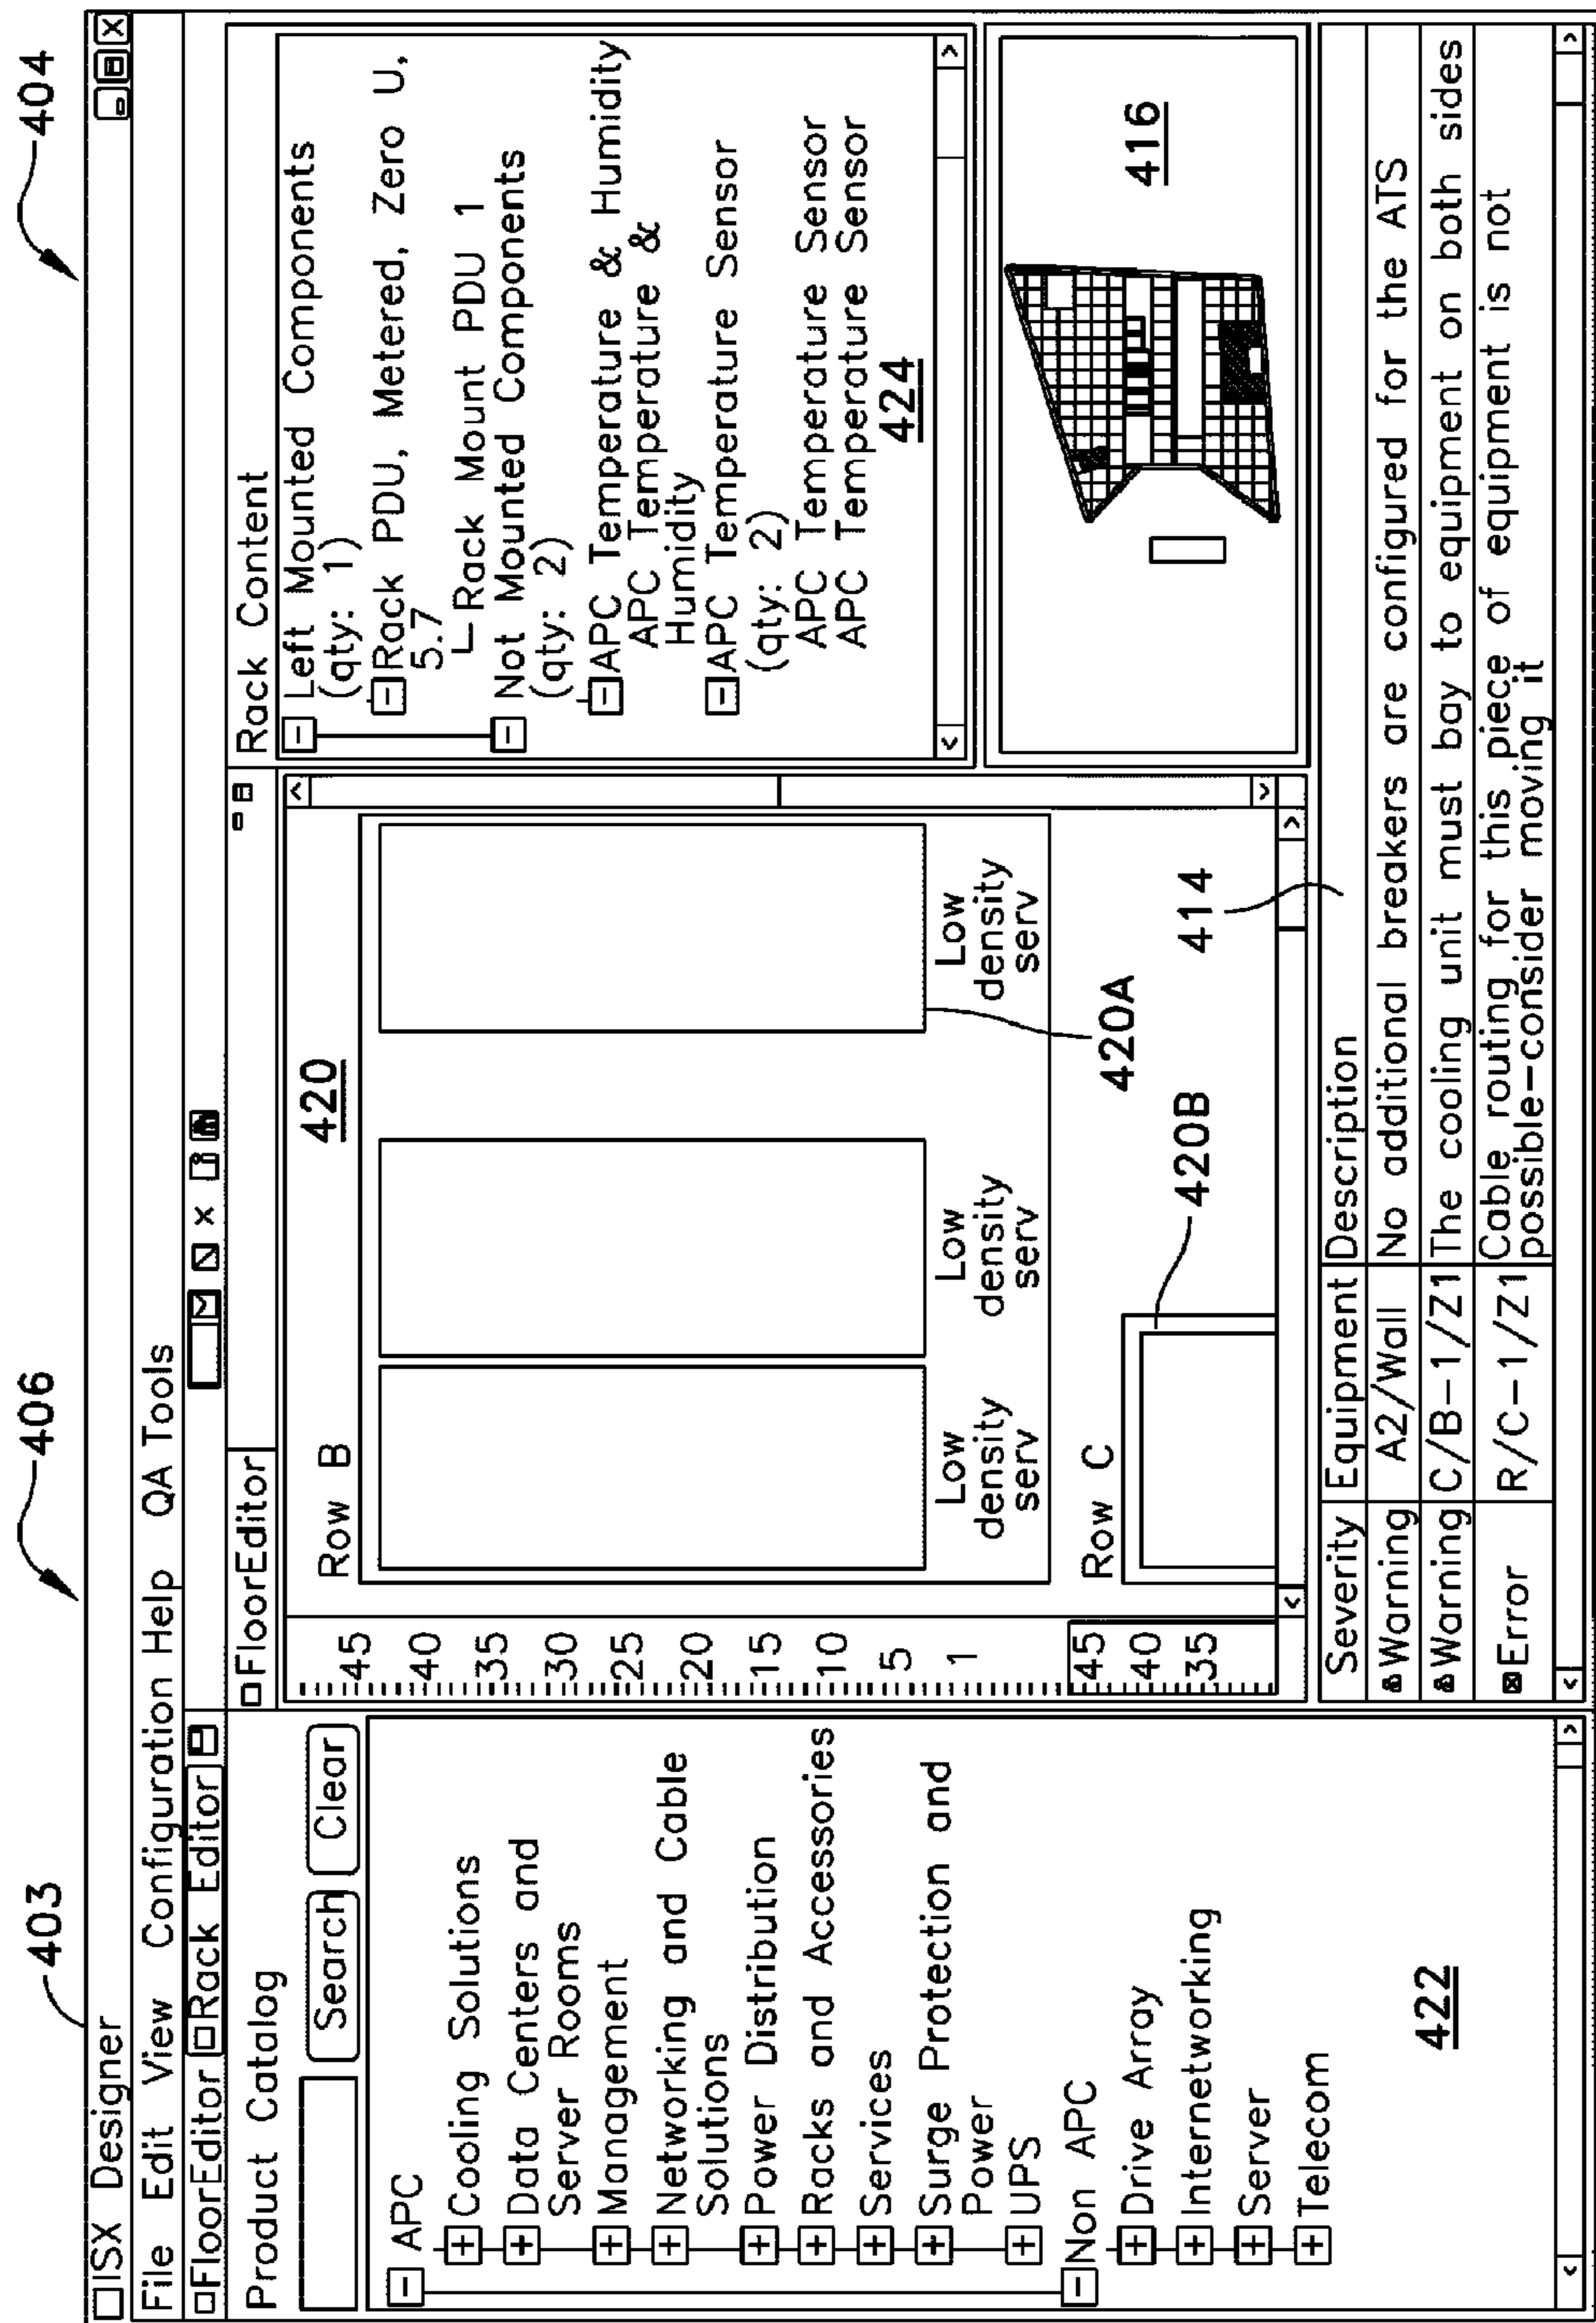 403
406
404
ISX Designer
File Edit View Configuration Help QA Tools
FloorEditor Rack Editor
Product Catalog
Search Clear
APC
Cooling Solutions
Data Centers and
Server Rooms
Management
Networking and Cable
Solutions
Power Distribution
Racks and Accessories
Services
Surge Protection and
Power
UPS
Non APC
Drive Array
Internetworking
Server
Telecom
422
FloorEditor
45
40
35
30
25
20
15
10
5
1
45
40
35
Row B
420
Low
density
serv
Low
density
serv
Low
density
serv
420A
Row C
420B
414
Rack Content
Left Mounted Components
(qty: 1)
Rack PDU, Metered, Zero U,
5.7
Rack Mount PDU 1
Not Mounted Components
(qty: 2)
APC Temperature & Humidity
APC Temperature &
Humidity
APC Temperature Sensor
(qty: 2)
APC Temperature Sensor
APC Temperature Sensor
424
416
Severity Equipment Description
Warning A2/Wall No additional breakers are configured for the ATS
Warning C/B-1/Z1 The cooling unit must bay to equipment on both sides
Error R/C-1/Z1 Cable routing for this piece of equipment is not
possible-consider moving it